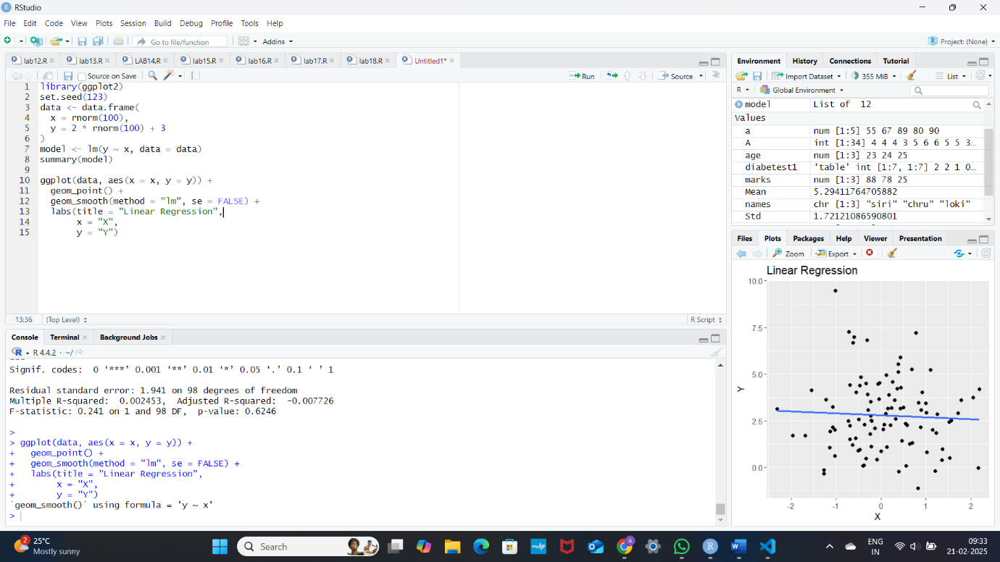 RStudio
File Edit Code View Plots Session Build Debug Profile Tools Help
Go to file/function Addins Project: (None)
lab12.R lab13.R LAB14.R lab15.R lab16.R lab17.R lab18.R Untitled1*
Source on Save Run Source
1 library(ggplot2)
2 set.seed(123)
3 data <- data.frame(
4 x = rnorm(100),
5 y = 2 * rnorm(100) + 3
6 )
7 model <- lm(y ~ x, data = data)
8 summary(model)
9
10 ggplot(data, aes(x = x, y = y)) +
11 geom_point() +
12 geom_smooth(method = "lm", se = FALSE) +
13 labs(title = "Linear Regression",
14 x = "X",
15 y = "Y")
13:36 (Top Level) R Script
Console Terminal Background Jobs
R 4.4.2 · ~/
---
Signif. codes: 0 ‘***’ 0.001 ‘**’ 0.01 ‘*’ 0.05 ‘.’ 0.1 ‘ ’ 1
Residual standard error: 1.941 on 98 degrees of freedom
Multiple R-squared: 0.002453, Adjusted R-squared: -0.007726
F-statistic: 0.241 on 1 and 98 DF, p-value: 0.6246
>
> ggplot(data, aes(x = x, y = y)) +
+ geom_point() +
+ geom_smooth(method = "lm", se = FALSE) +
+ labs(title = "Linear Regression",
+ x = "X",
+ y = "Y")
`geom_smooth()` using formula = 'y ~ x'
>
Environment History Connections Tutorial
Import Dataset 355 MiB List
R Global Environment
model List of 12
Values
a num [1:5] 55 67 89 80 90
A int [1:34] 4 4 4 3 5 6 6 5 5 3…
age num [1:3] 23 24 25
diabetest1 'table' int [1:7, 1:7] 2 2 1 0…
marks num [1:3] 88 78 25
Mean 5.29411764705882
names chr [1:3] "siri" "chru" "loki"
Std 1.72121086590801
Files Plots Packages Help Viewer Presentation
Zoom Export
Linear Regression
10.0
7.5
5.0
2.5
0.0
Y
-2 -1 0 1 2
X
2 25°C
Mostly sunny
Search
myhp
A
W
ENG
IN
09:33
21-02-2025